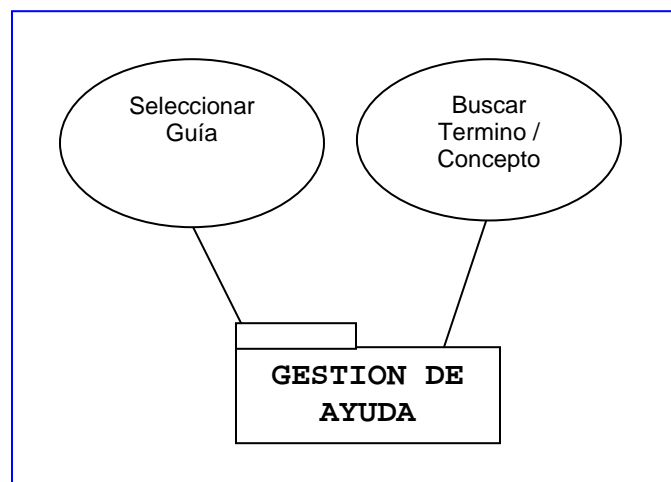 Seleccionar
Guía
Buscar
Termino /
Concepto
GESTION DE
AYUDA